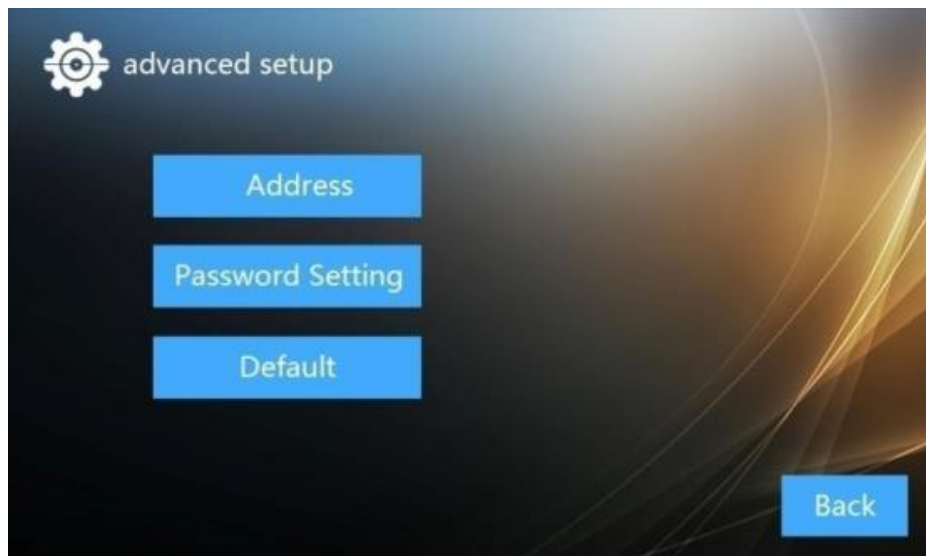 advanced setup
Address
Password Setting
Default
Back